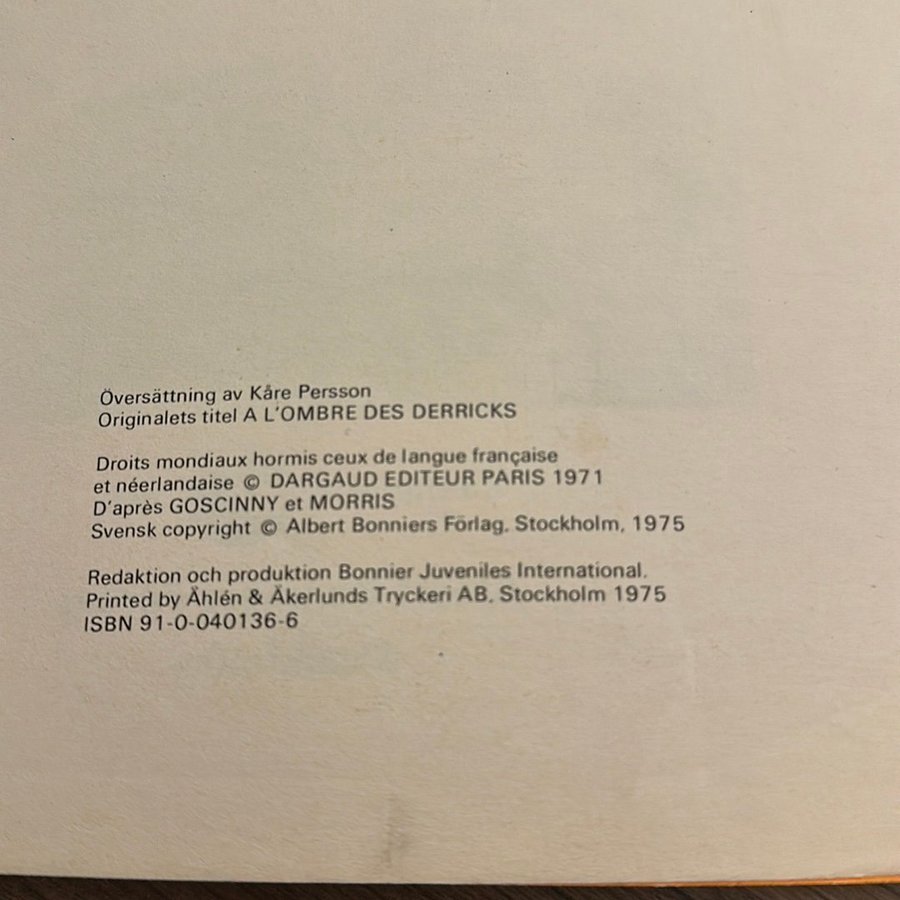 Översättning av Kåre Persson
Originalets titel A L'OMBRE DES DERRICKS
Droits mondiaux hormis ceux de langue française
et néerlandaise © DARGAUD EDITEUR PARIS 1971
D'après GOSCINNY et MORRIS
Svensk copyright © Albert Bonniers Förlag, Stockholm, 1975
Redaktion och produktion Bonnier Juveniles International.
Printed by Åhlén & Åkerlunds Tryckeri AB, Stockholm 1975
ISBN 91-0-040136-6